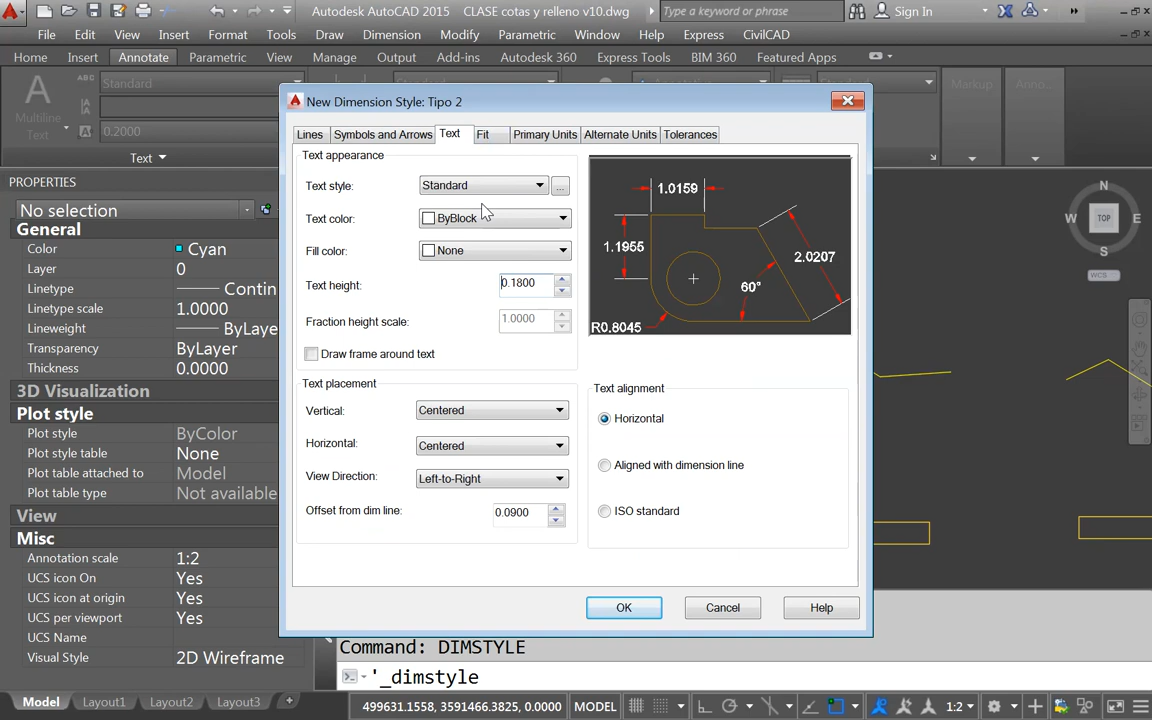 Autodesk AutoCAD 2015 CLASE cotas y relleno v10.dwg Type a keyword or phrase Sign In
File Edit View Insert Format Tools Draw Dimension Modify Parametric Window Help Express CivilCAD
Home Insert Annotate Parametric View Manage Output Add-ins Autodesk 360 Express Tools BIM 360 Featured Apps
Standard
Multiline
Text
0.2000
Markup
Anno...
Text
PROPERTIES
No selection
General
Color Cyan
Layer 0
Linetype Contin
Linetype scale 1.0000
Lineweight ByLaye
Transparency ByLayer
Thickness 0.0000
3D Visualization
Plot style
Plot style ByColor
Plot style table None
Plot table attached to Model
Plot table type Not available
View
Misc
Annotation scale 1:2
UCS icon On Yes
UCS icon at origin Yes
UCS per viewport Yes
UCS Name
Visual Style 2D Wireframe
New Dimension Style: Tipo 2
Lines Symbols and Arrows Text Fit Primary Units Alternate Units Tolerances
Text appearance
Text style: Standard ...
Text color: ByBlock
Fill color: None
Text height: 0.1800
Fraction height scale: 1.0000
Draw frame around text
Text placement
Vertical: Centered
Horizontal: Centered
View Direction: Left-to-Right
Offset from dim line: 0.0900
1.0159
1.1955
2.0207
60°
R0.8045
Text alignment
Horizontal
Aligned with dimension line
ISO standard
OK Cancel Help
N
W TOP E
S
WCS
Command: DIMSTYLE
'_dimstyle
Model Layout1 Layout2 Layout3 + 499631.1558, 3591466.3825, 0.0000 MODEL 1:2